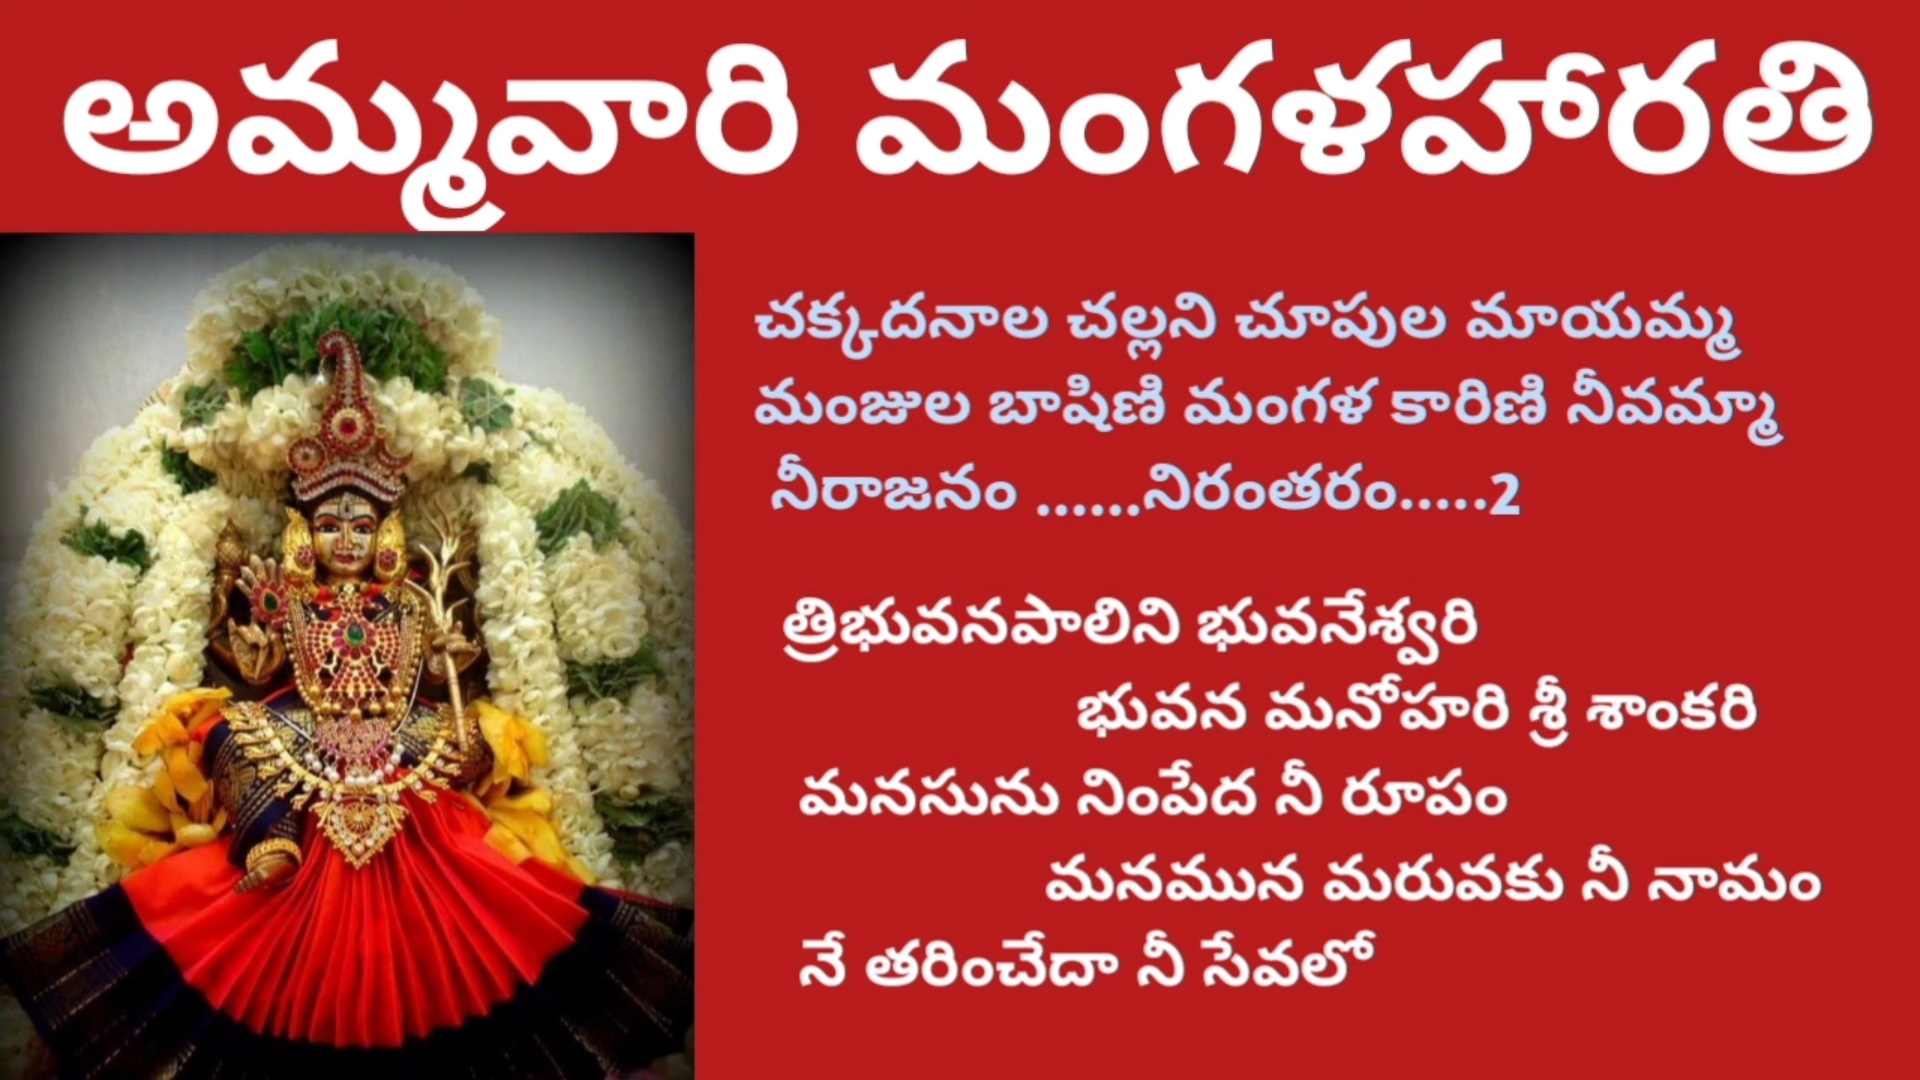 అమ్మవారి మంగళహారతి
చక్కదనాల చల్లని చూపుల మాయమ్మ
మంజుల బాషిణి మంగళ కారిణి నీవమ్మా
నీరాజనం ......నిరంతరం.....2
త్రిభువనపాలిని భువనేశ్వరి
భువన మనోహరి శ్రీ శాంకరి
మనసును నింపేద నీ రూపం
మనమున మరువకు నీ నామం
నే తరించేదా నీ సేవలో